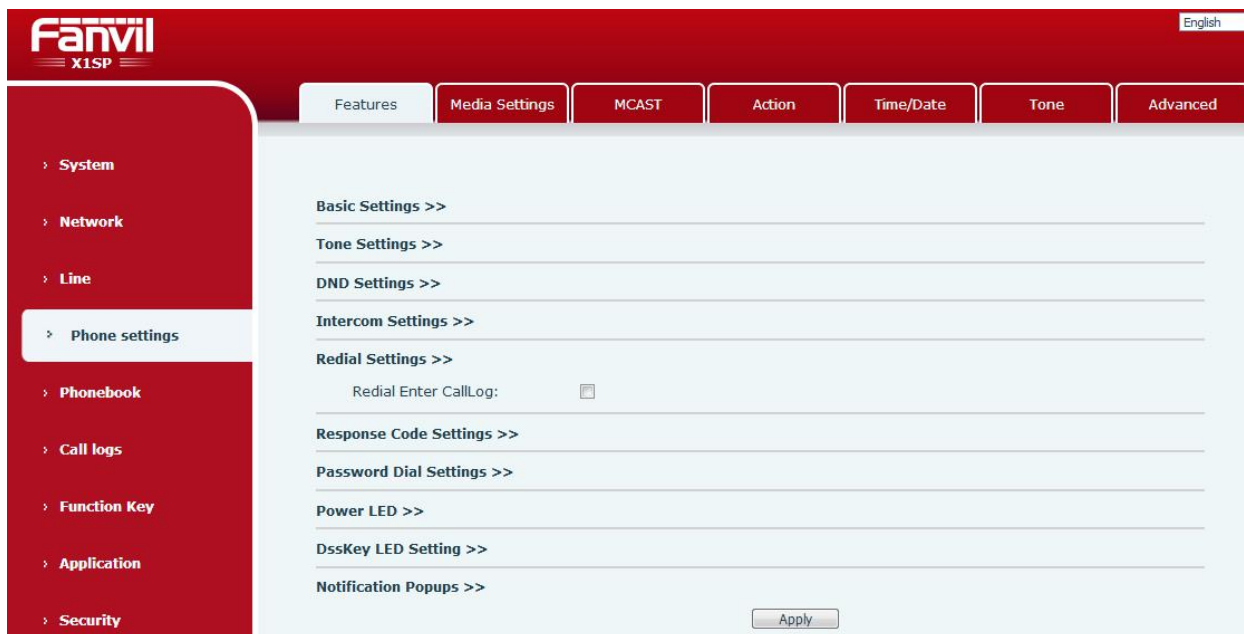 Fanvil
X1SP
English
Features
Media Settings
MCAST
Action
Time/Date
Tone
Advanced
› System
› Network
› Line
› Phone settings
› Phonebook
› Call logs
› Function Key
› Application
› Security
Basic Settings >>
Tone Settings >>
DND Settings >>
Intercom Settings >>
Redial Settings >>
Redial Enter CallLog:
Response Code Settings >>
Password Dial Settings >>
Power LED >>
DssKey LED Setting >>
Notification Popups >>
Apply